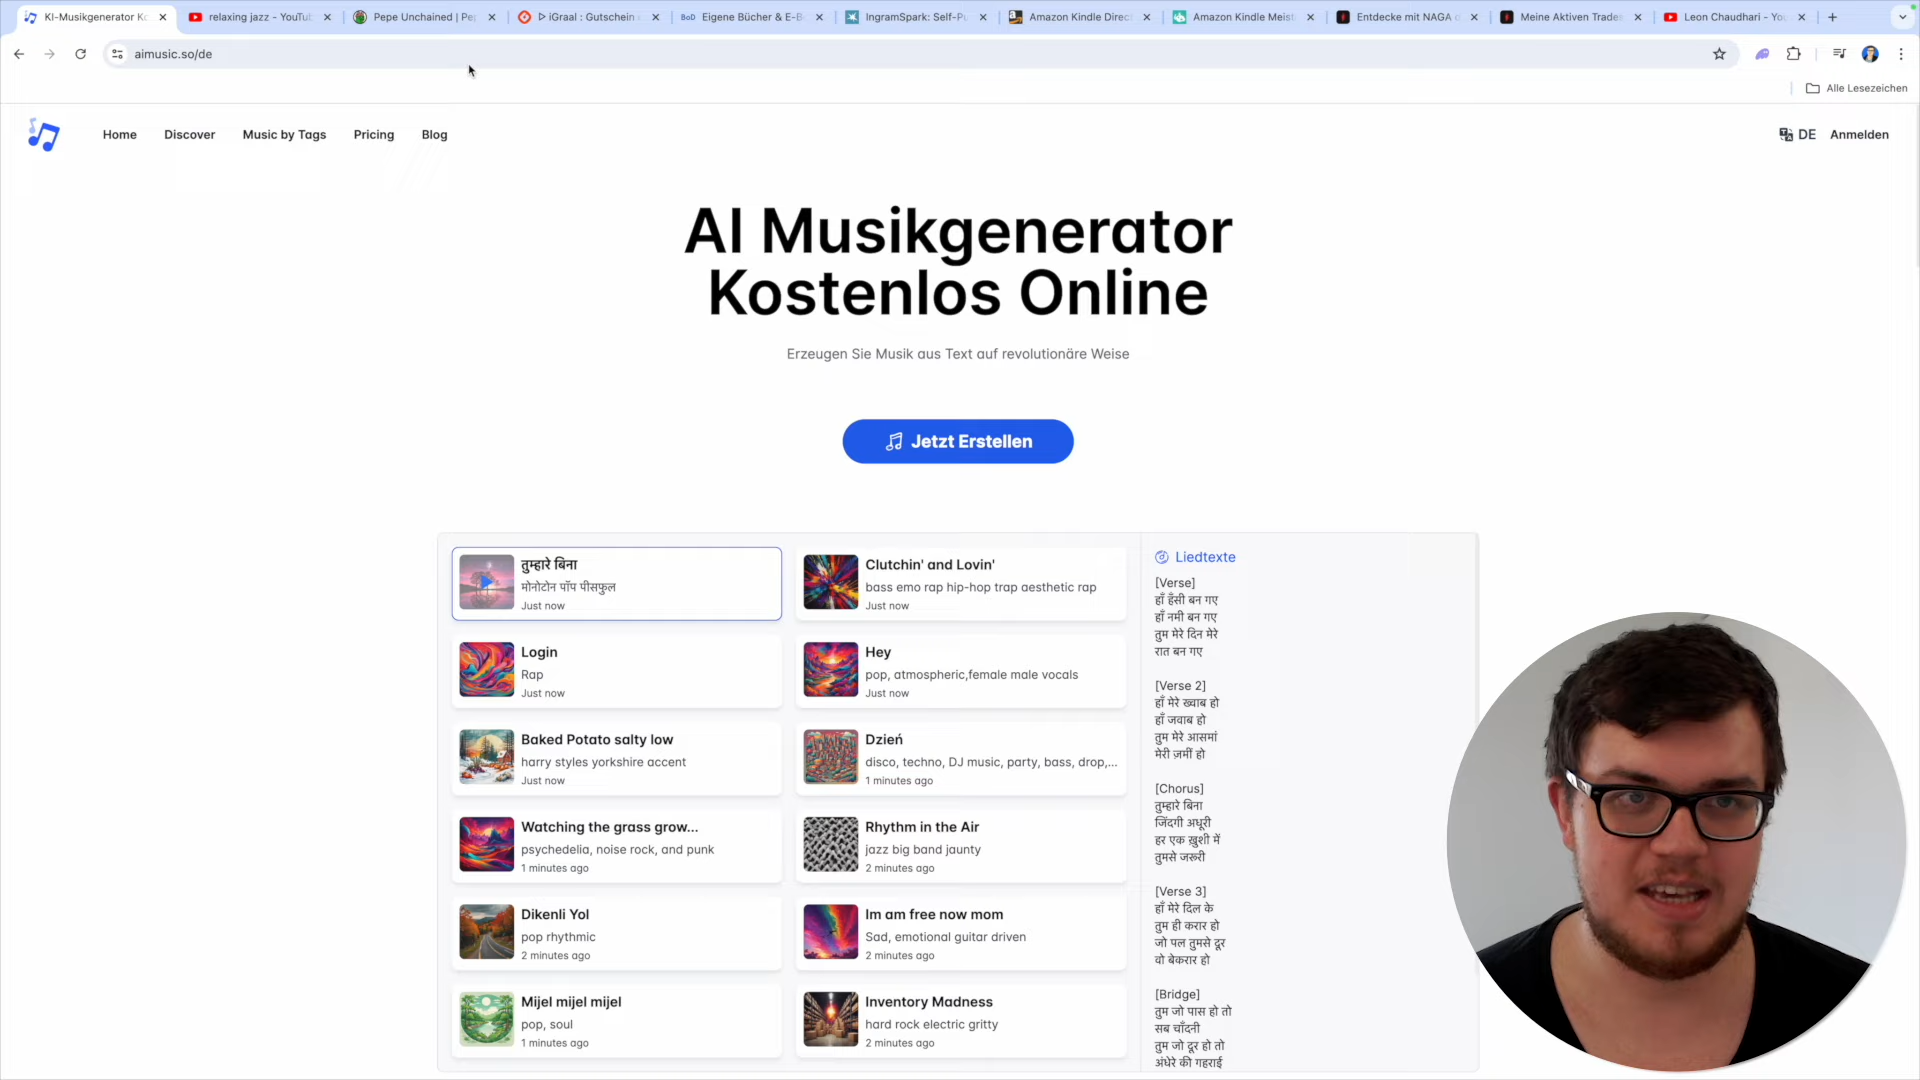 KI-Musikgenerator Ko
relaxing jazz - YouTub
Pepe Unchained | Pep
iGraal : Gutschein
BoD
Eigene Bücher & E-B
IngramSpark: Self-Pu
Amazon Kindle Direc
Amazon Kindle Meist
Entdecke mit NAGA
Meine Aktiven Trades
Leon Chaudhari - You
aimusic.so/de
Alle Lesezeichen
Home
Discover
Music by Tags
Pricing
Blog
DE
Anmelden
AI Musikgenerator
Kostenlos Online
Erzeugen Sie Musik aus Text auf revolutionäre Weise
Jetzt Erstellen
तुम्हारे बिना
मोनोटोन पॉप पीसफुल
Just now
Clutchin' and Lovin'
bass emo rap hip-hop trap aesthetic rap
Just now
Login
Rap
Just now
Hey
pop, atmospheric,female male vocals
Just now
Baked Potato salty low
harry styles yorkshire accent
Just now
Dzień
disco, techno, DJ music, party, bass, drop,...
1 minutes ago
Watching the grass grow...
psychedelia, noise rock, and punk
1 minutes ago
Rhythm in the Air
jazz big band jaunty
2 minutes ago
Dikenli Yol
pop rhythmic
2 minutes ago
Im am free now mom
Sad, emotional guitar driven
2 minutes ago
Mijel mijel mijel
pop, soul
1 minutes ago
Inventory Madness
hard rock electric gritty
2 minutes ago
Liedtexte
[Verse]
हाँ हँसी बन गए
हाँ नमी बन गए
तुम मेरे दिन मेरे
रात बन गए
[Verse 2]
हाँ मेरे ख्वाब हो
हाँ जवाब हो
तुम मेरे आसमां
मेरी ज़मीं हो
[Chorus]
तुम्हारे बिना
जिंदगी अधूरी
हर एक ख़ुशी में
तुमसे जरूरी
[Verse 3]
हाँ मेरे दिल के
तुम ही करार हो
जो पल तुमसे दूर
वो बेकरार हो
[Bridge]
तुम जो पास हो तो
सब चाँदनी
तुम जो दूर हो तो
अंधेरे की गहराई